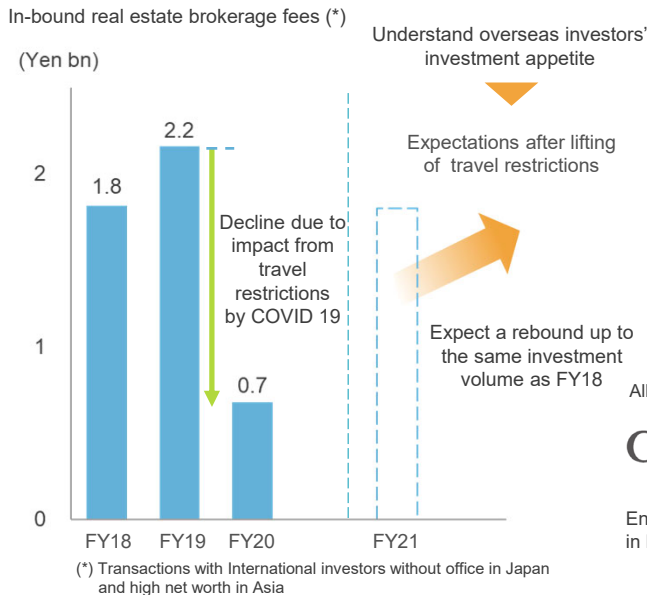 In-bound real estate brokerage fees (*)
(Yen bn)
Understand overseas investors'
investment appetite
Expectations after lifting
of travel restrictions
2.2
2
1.8
Decline due to
impact from
travel
restrictions
by COVID 19
Expect a rebound up to
the same investment
volume as FY18
1
0.7
0
FY18
FY19
FY20
FY21
(*) Transactions with International investors without office in Japan
and high net worth in Asia